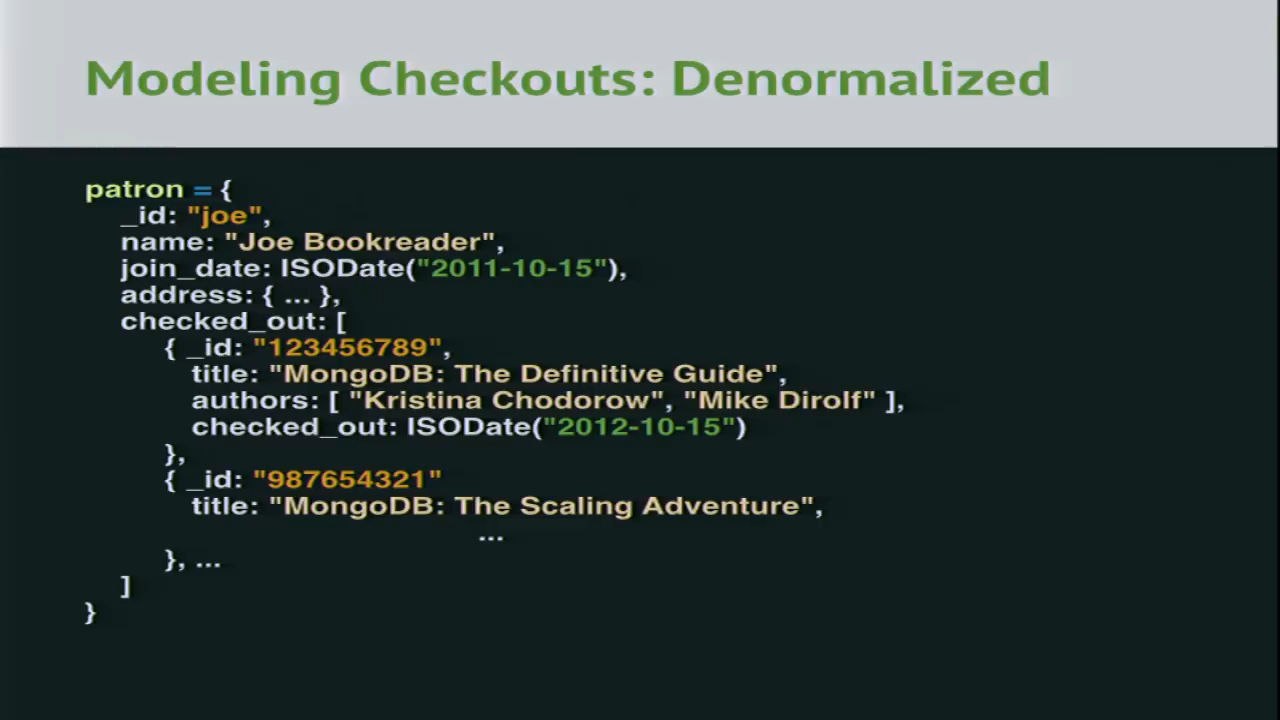 Modeling Checkouts: Denormalized
patron = {
_id: "joe",
name: "Joe Bookreader",
join_date: ISODate("2011-10-15"),
address: { ... },
checked_out: [
{ _id: "123456789",
title: "MongoDB: The Definitive Guide",
authors: [ "Kristina Chodorow", "Mike Dirolf" ],
checked_out: ISODate("2012-10-15")
},
{ _id: "987654321"
title: "MongoDB: The Scaling Adventure",
...
}, ...
]
}